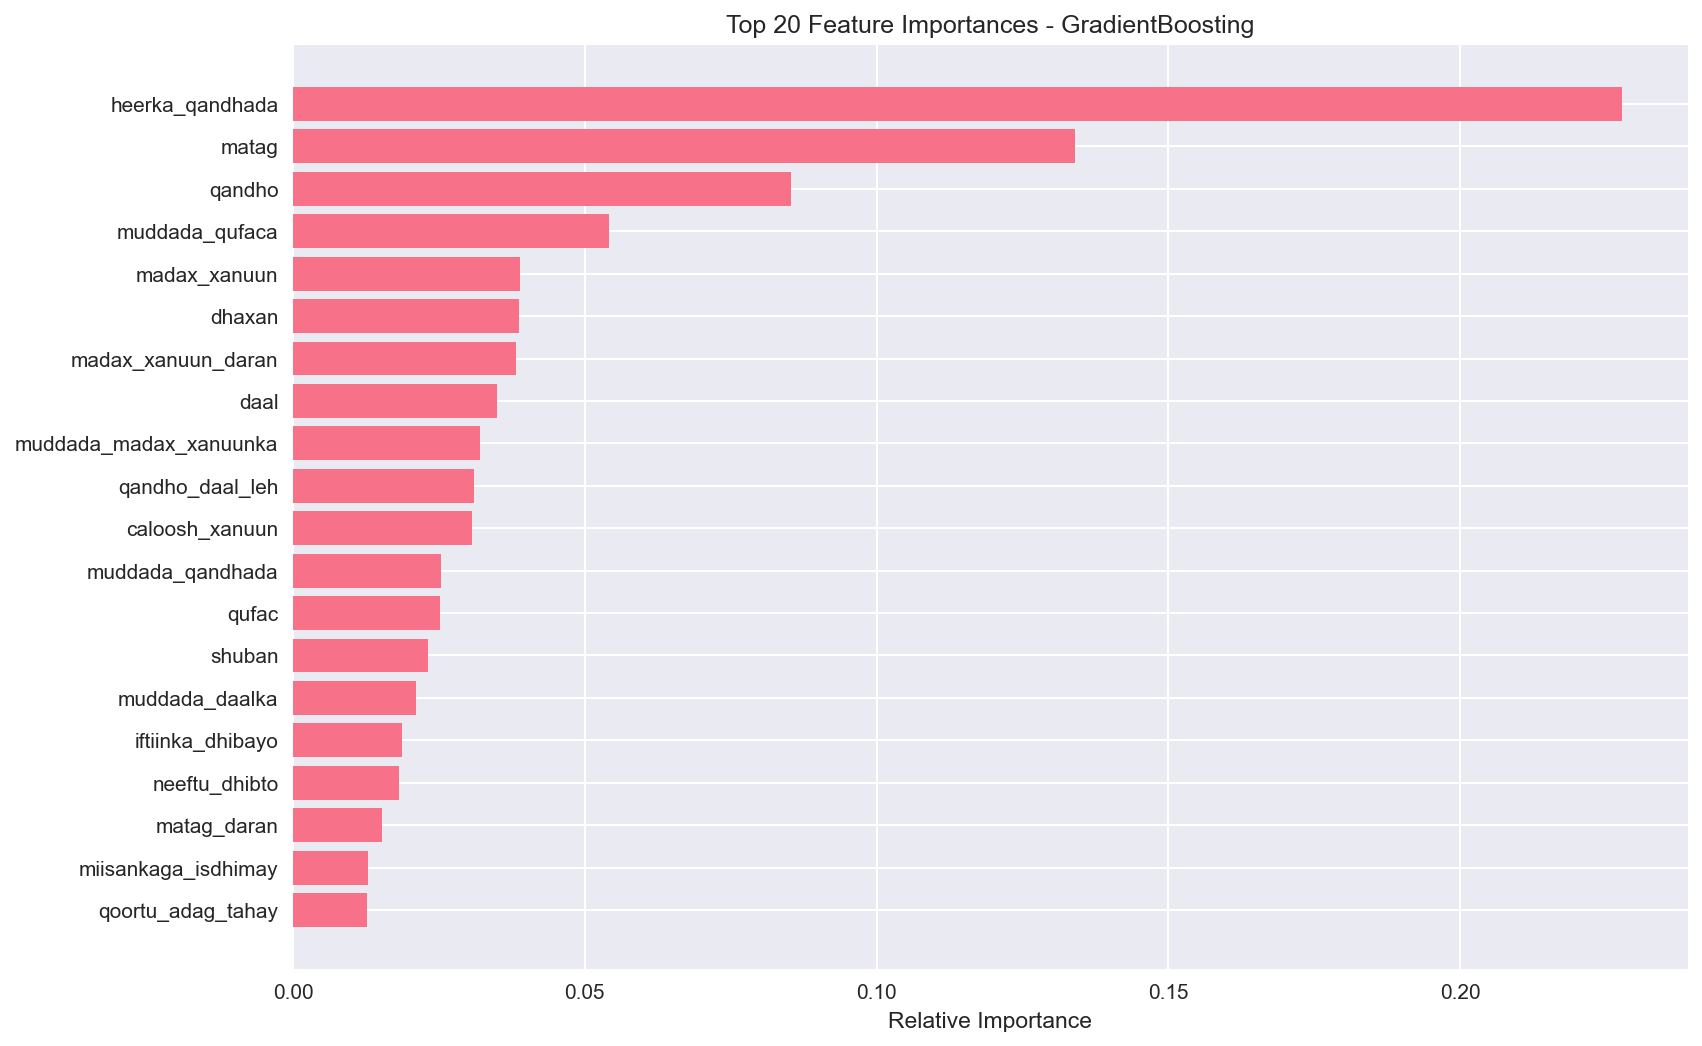 Top 20 Feature Importances - GradientBoosting
heerka_qandhada
matag
qandho
muddada_qufaca
madax_xanuun
dhaxan
madax_xanuun_daran
daal
muddada_madax_xanuunka
qandho_daal_leh
caloosh_xanuun
muddada_qandhada
qufac
shuban
muddada_daalka
iftiinka_dhibayo
neeftu_dhibto
matag_daran
miisankaga_isdhimay
qoortu_adag_tahay
0.00 0.05 0.10 0.15 0.20
Relative Importance